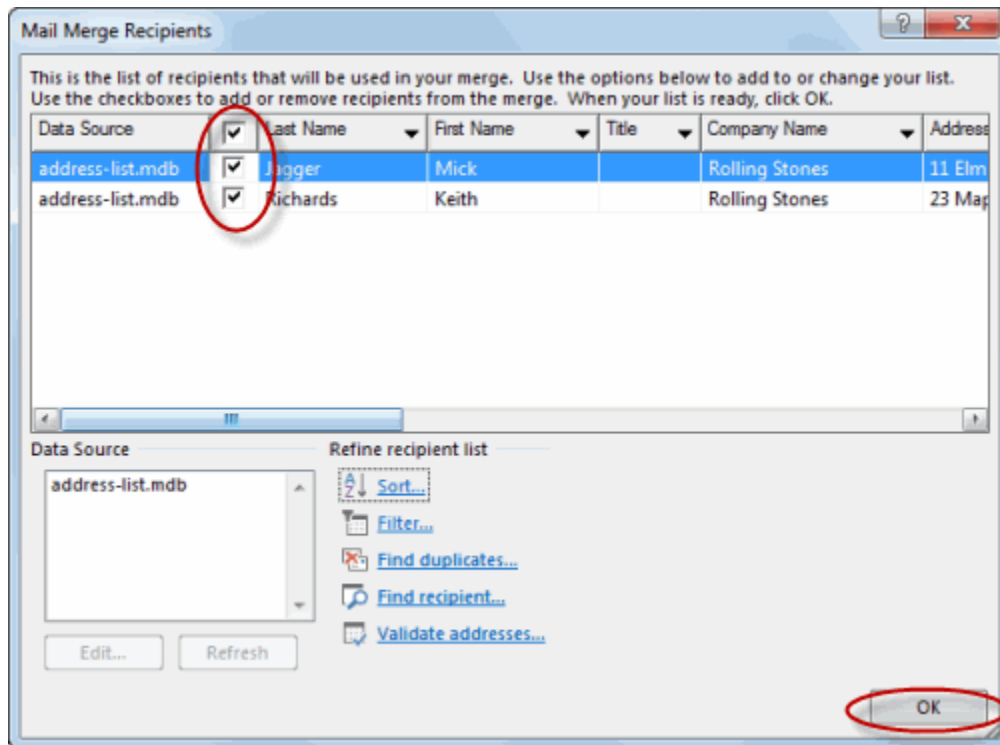 Mail Merge Recipients
This is the list of recipients that will be used in your merge. Use the options below to add to or change your list.
Use the checkboxes to add or remove recipients from the merge. When your list is ready, click OK.
Data Source Last Name First Name Title Company Name Address
address-list.mdb Jagger Mick Rolling Stones 11 Elm
address-list.mdb Richards Keith Rolling Stones 23 Map
Data Source
address-list.mdb
Edit... Refresh
Refine recipient list
Sort...
Filter...
Find duplicates...
Find recipient...
Validate addresses...
OK